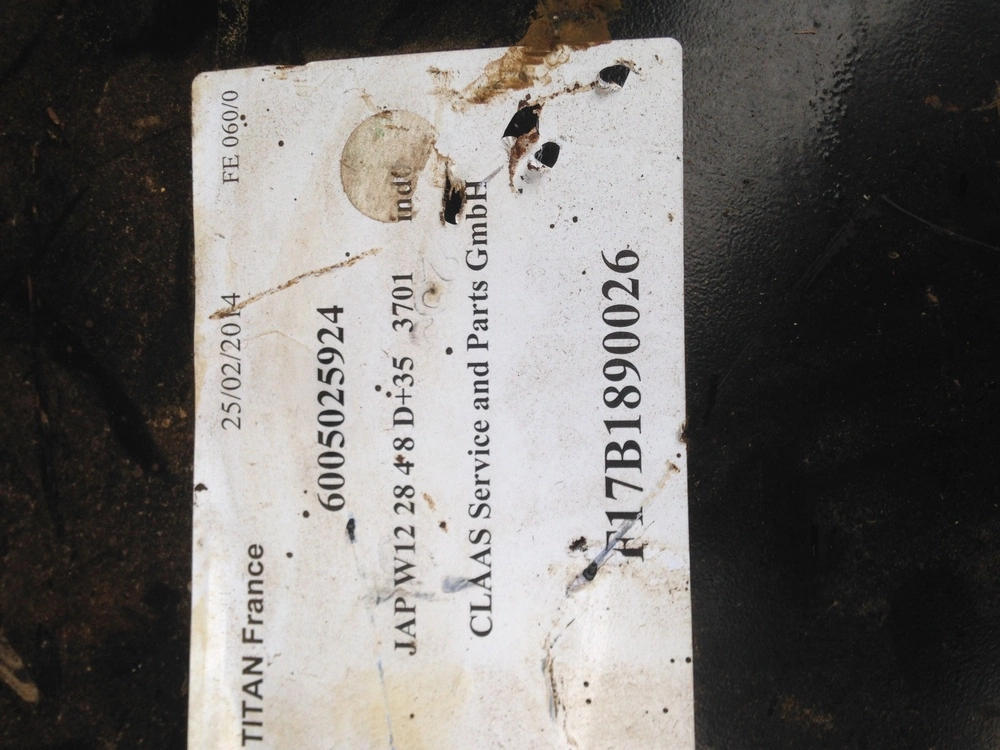 TITAN France 25/02/2014 FE 060/0
6005025924
JAP W12 28 4 8 D+35 3701
CLAAS Service and Parts GmbH
F17B1890026